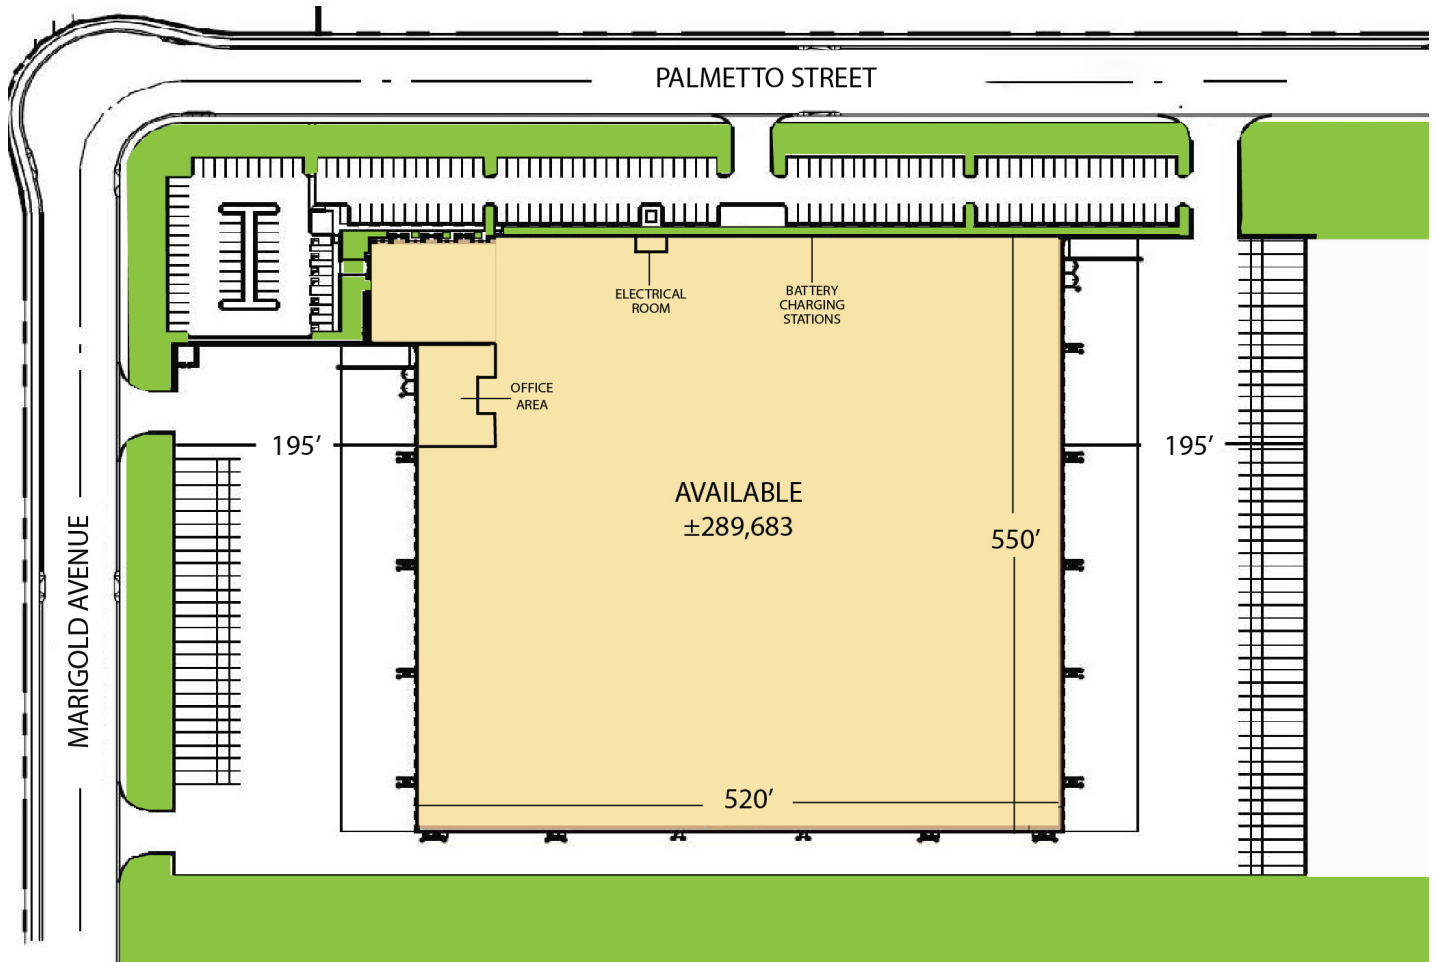 PALMETTO STREET
ELECTRICAL
ROOM
BATTERY
CHARGING
STATIONS
OFFICE
AREA
195’
195’
AVAILABLE
±289,683
550’
MARIGOLD AVENUE
520’